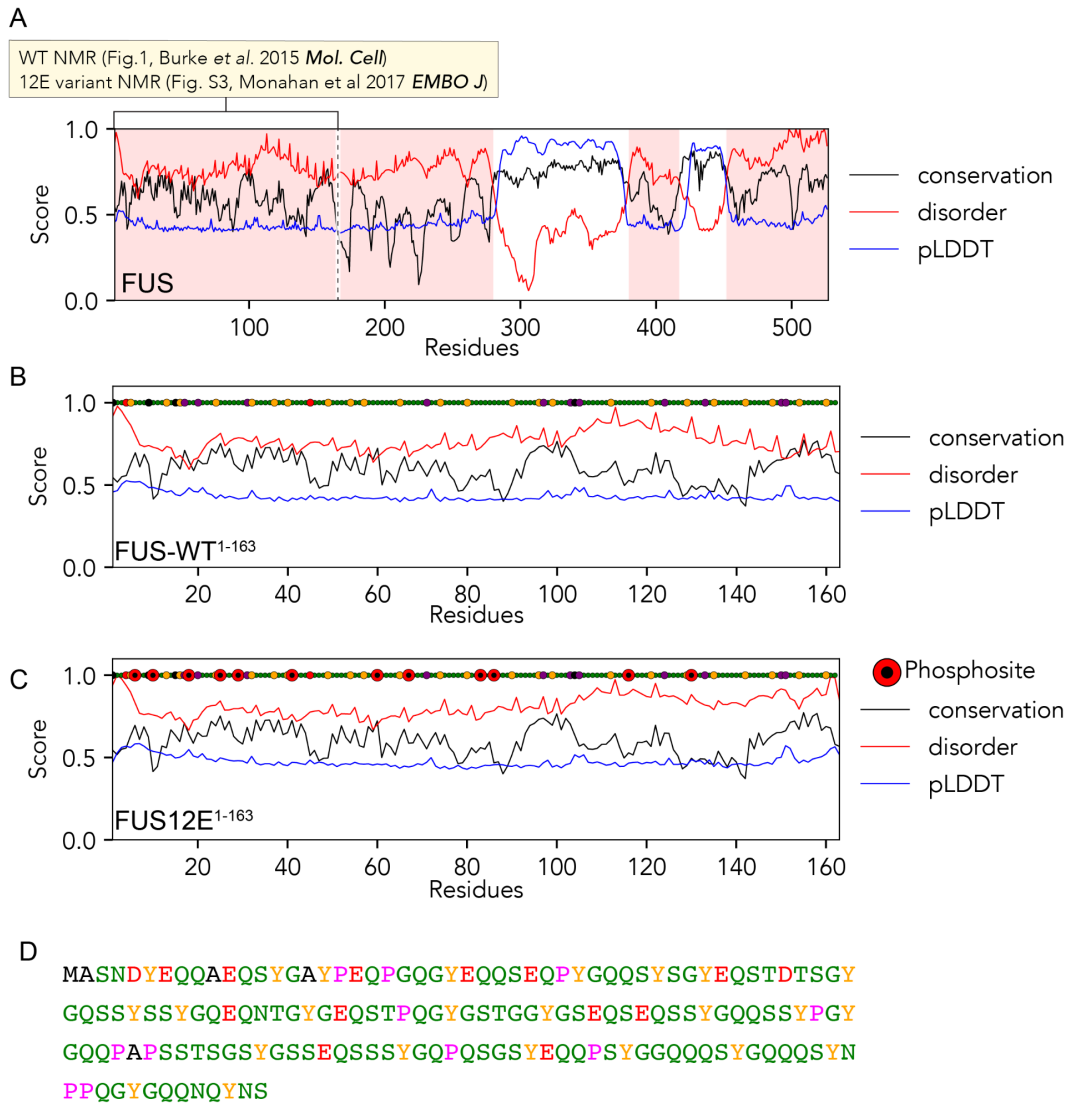 A
WT NMR (Fig.1, Burke et al. 2015 Mol. Cell)
12E variant NMR (Fig. S3, Monahan et al 2017 EMBO J)
1.0
0.5
0.0
Score
FUS
100 200 300 400 500
Residues
conservation
disorder
pLDDT
B
1.0
0.5
0.0
Score
FUS-WT1-163
20 40 60 80 100 120 140 160
Residues
conservation
disorder
pLDDT
C
1.0
0.5
0.0
Score
FUS12E1-163
20 40 60 80 100 120 140 160
Residues
Phosphosite
conservation
disorder
pLDDT
D
MASNDYEQQAEQSYGAYPEQPGQGYEQQSEQPYGQQSYSGYEQSTDTSGY
GQSSYSSYGQEQNTGYGEQSTPQGYGSTGGYGSEQSEQSSYGQQSSYPGY
GQQPAPSSTSGSYGSSEQSSSYGQPQSGSYEQQPSYGGQQQSYGQQQSYN
PPQGYGQQNQYNS